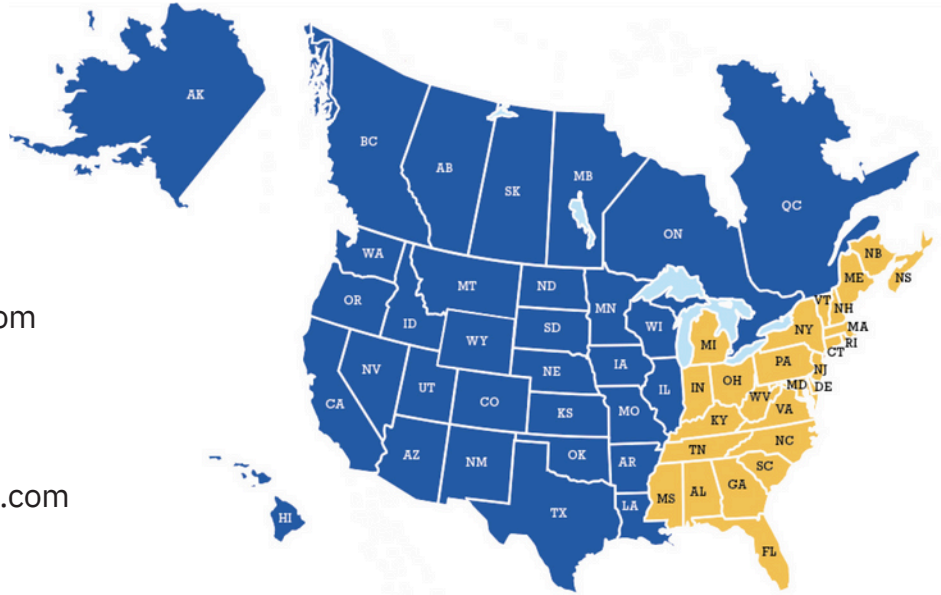 AK
BC
AB
SK
MB
ON
QC
NB
NS
ME
WA
MT
ND
MN
VT
NH
OR
ID
SD
WI
NY
MA
RI
WY
MI
CT
NV
NE
IA
PA
NJ
UT
CO
IL
IN
OH
MD
DE
CA
KS
MO
WV
VA
KY
AZ
NM
OK
AR
TN
NC
SC
TX
LA
MS
AL
GA
HI
FL
om
.com